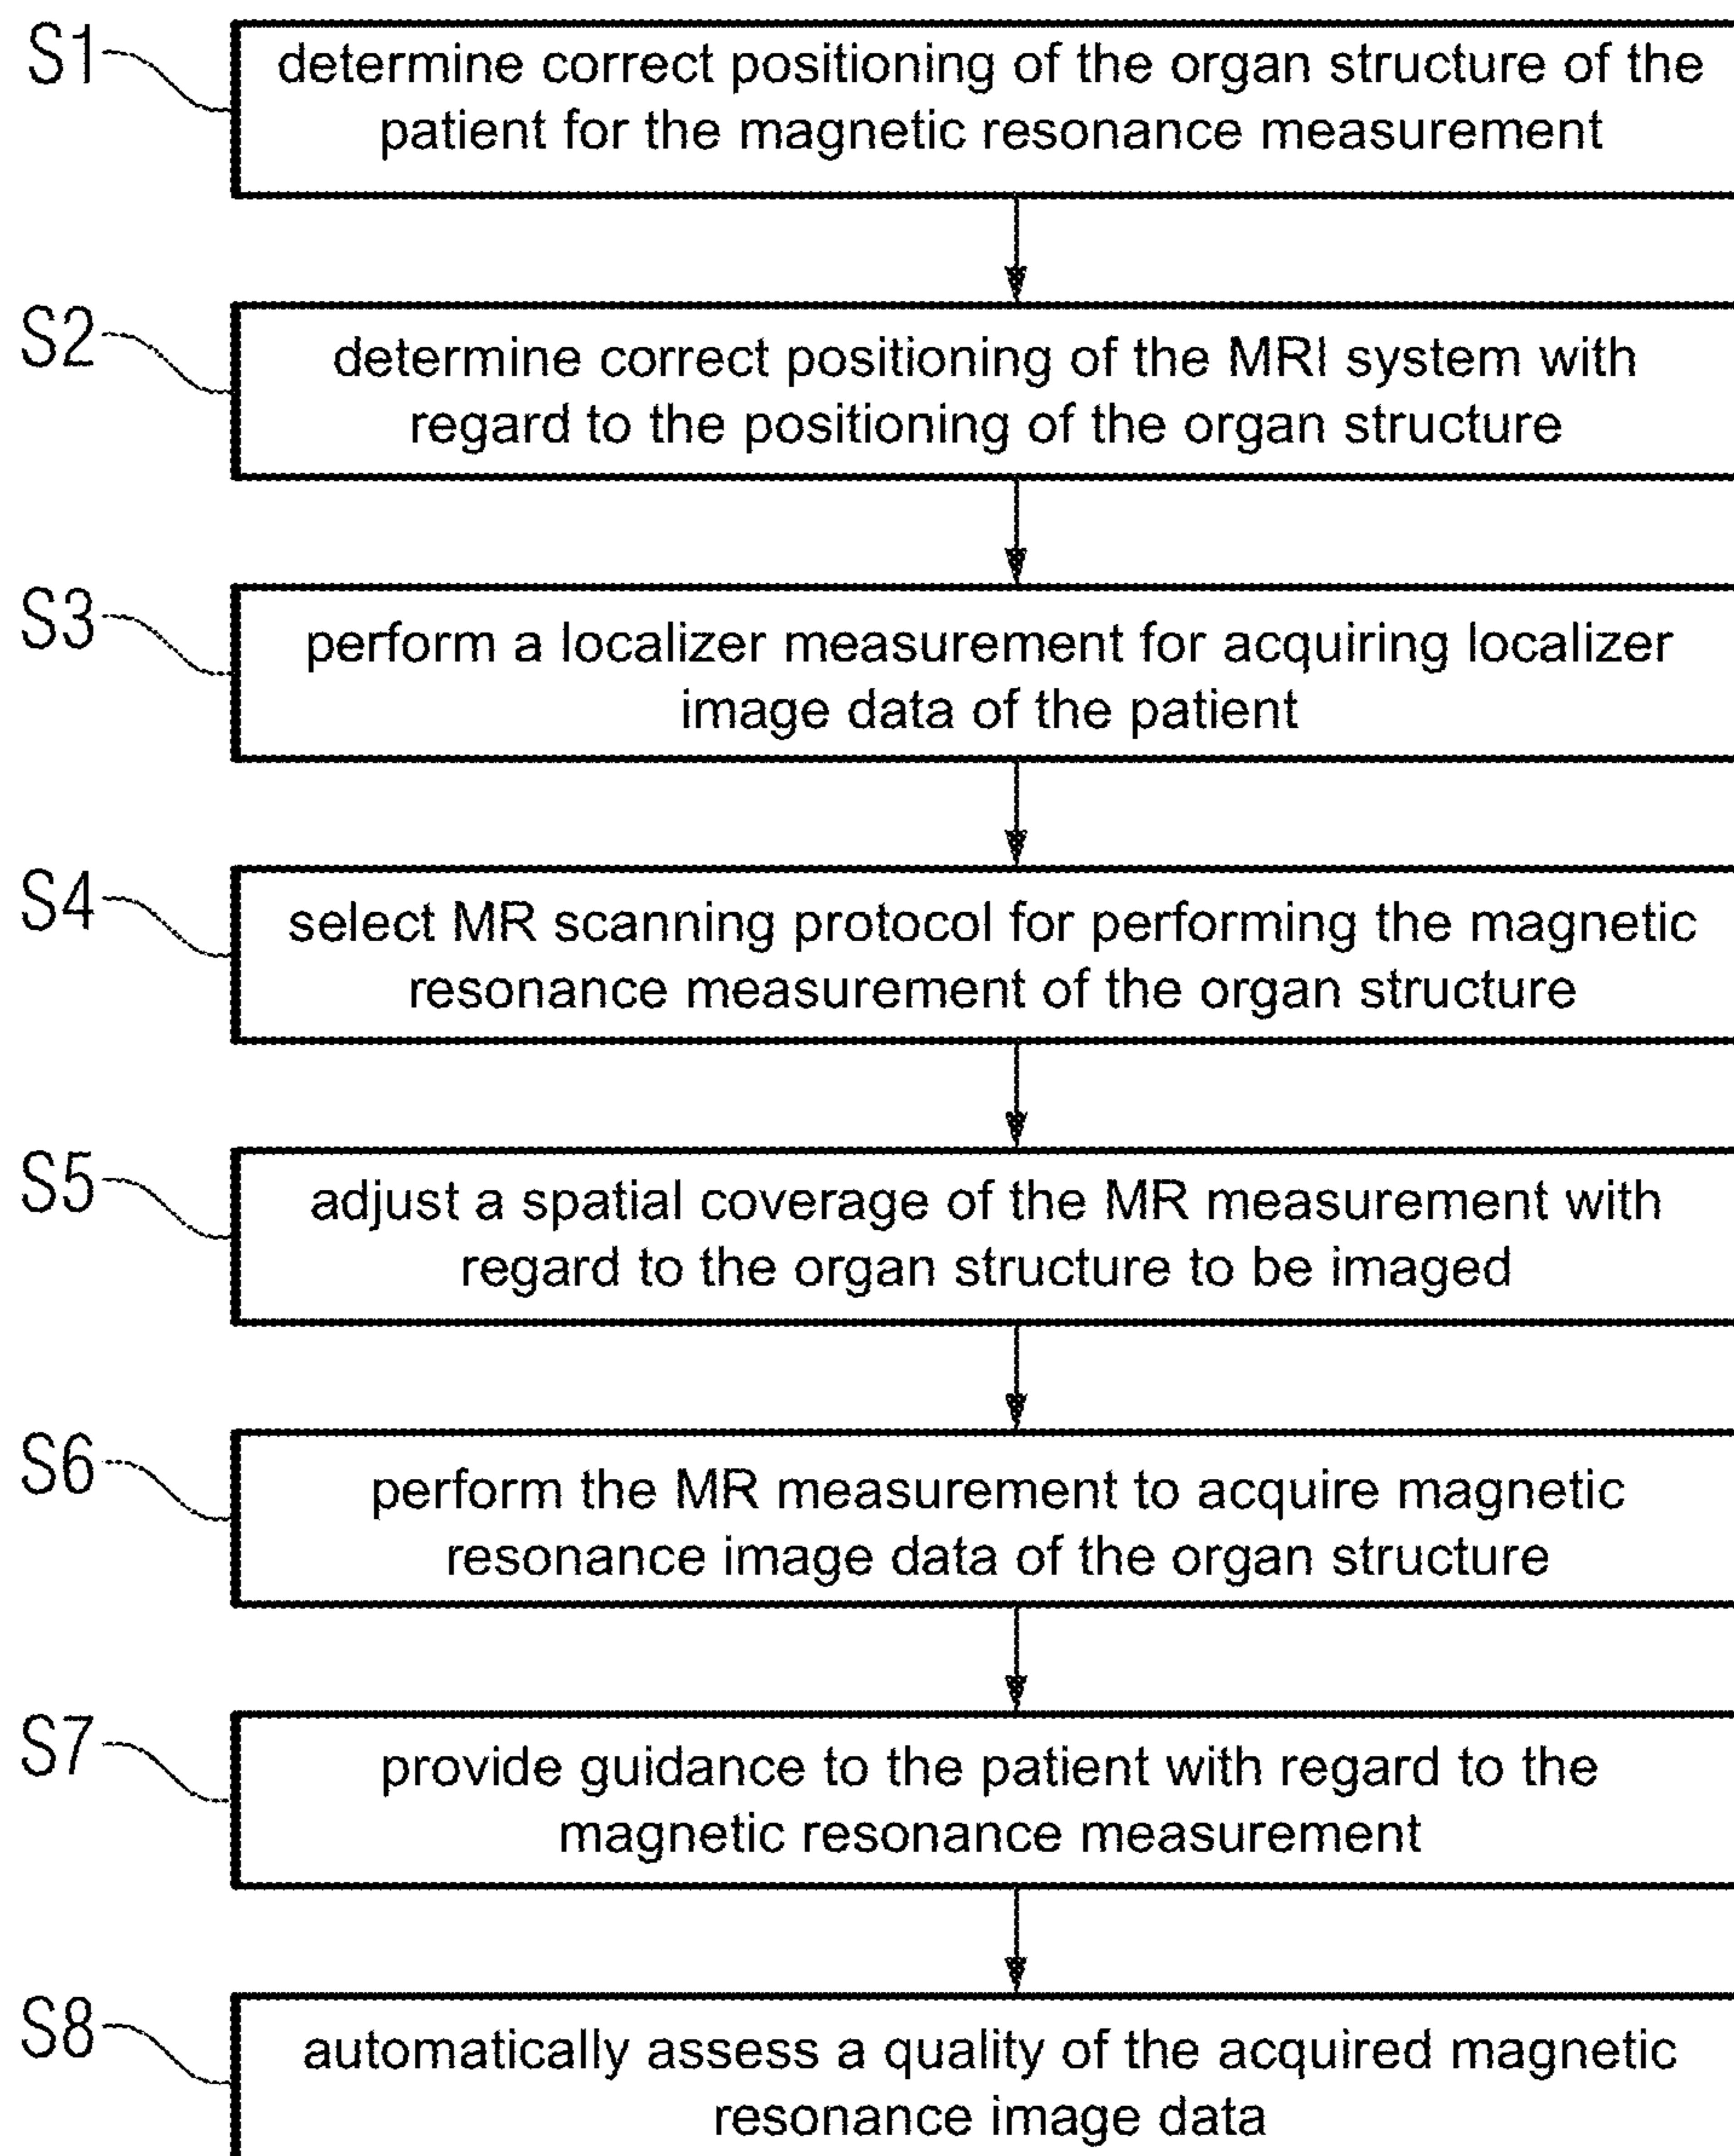 S1
determine correct positioning of the organ structure of the
patient for the magnetic resonance measurement
S2
determine correct positioning of the MRI system with
regard to the positioning of the organ structure
S3
perform a localizer measurement for acquiring localizer
image data of the patient
S4
select MR scanning protocol for performing the magnetic
resonance measurement of the organ structure
S5
adjust a spatial coverage of the MR measurement with
regard to the organ structure to be imaged
S6
perform the MR measurement to acquire magnetic
resonance image data of the organ structure
S7
provide guidance to the patient with regard to the
magnetic resonance measurement
S8
automatically assess a quality of the acquired magnetic
resonance image data